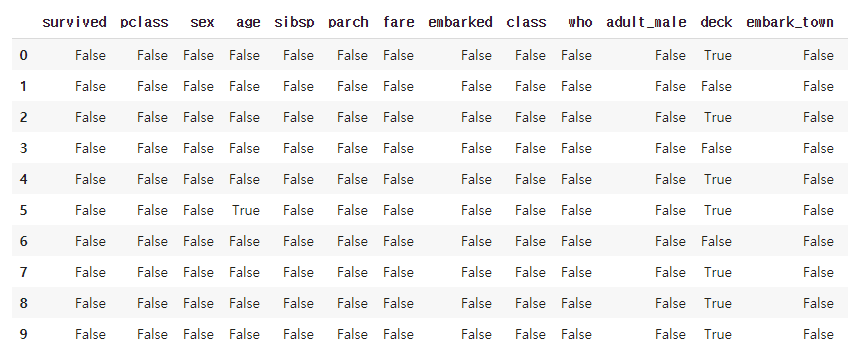 survived pclass sex age sibsp parch fare embarked class who adult_male deck embark_town
0 False False False False False False False False False False False True False
1 False False False False False False False False False False False False False
2 False False False False False False False False False False False True False
3 False False False False False False False False False False False False False
4 False False False False False False False False False False False True False
5 False False False True False False False False False False False True False
6 False False False False False False False False False False False False False
7 False False False False False False False False False False False True False
8 False False False False False False False False False False False True False
9 False False False False False False False False False False False True False